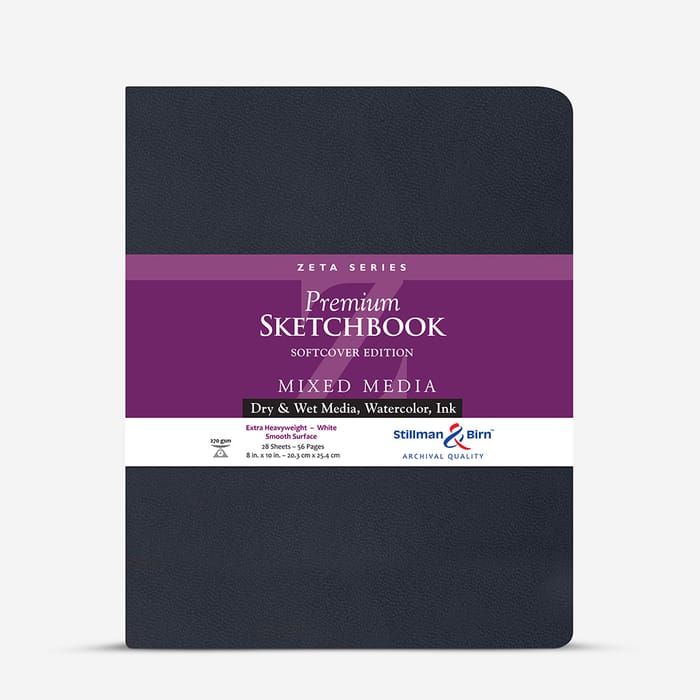 ZETA SERIES
Premium
SKETCHBOOK
SOFTCOVER EDITION
MIXED MEDIA
Dry & Wet Media, Watercolor, Ink
Extra Heavyweight – White
Smooth Surface
270 gsm
28 Sheets – 56 Pages
8 in. x 10 in. – 20.3 cm x 25.4 cm
Stillman & Birn™
ARCHIVAL QUALITY
Z